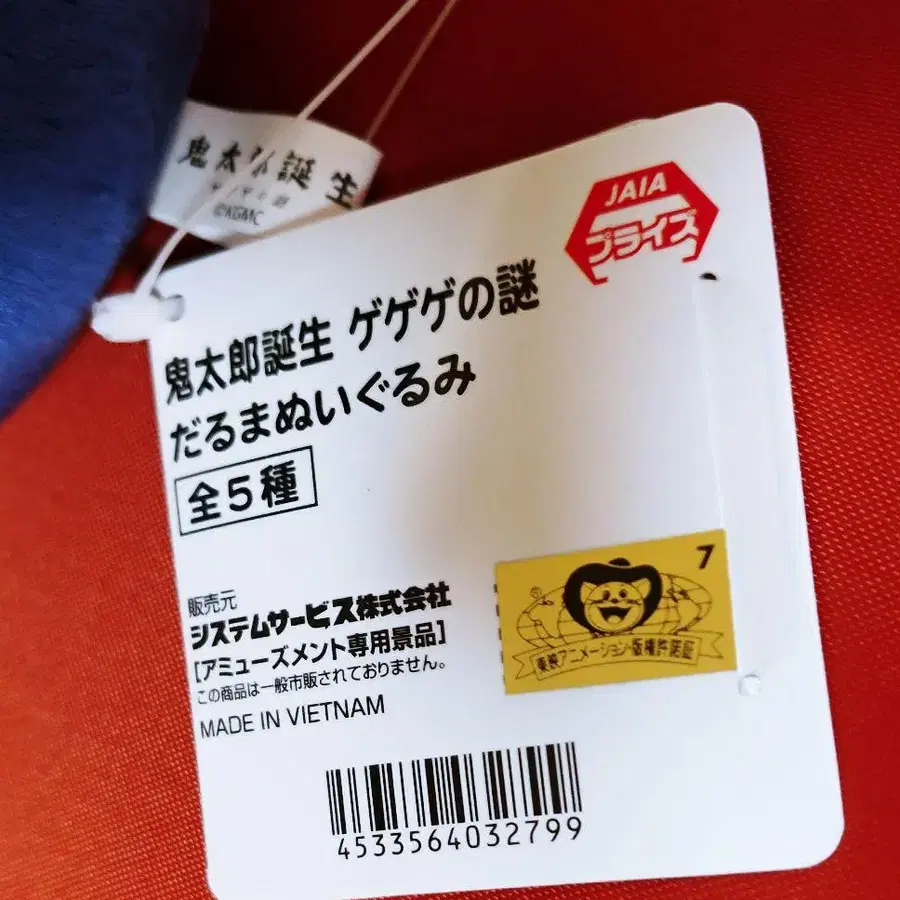 鬼太郎誕生
©KGMC
JAIA
プライズ
鬼太郎誕生 ゲゲゲの謎
だるまぬいぐるみ
全5種
7
東映アニメーション・版権許諾証
販売元
システムサービス株式会社
[アミューズメント専用景品]
この商品は一般市販されておりません。
MADE IN VIETNAM
4533564032799